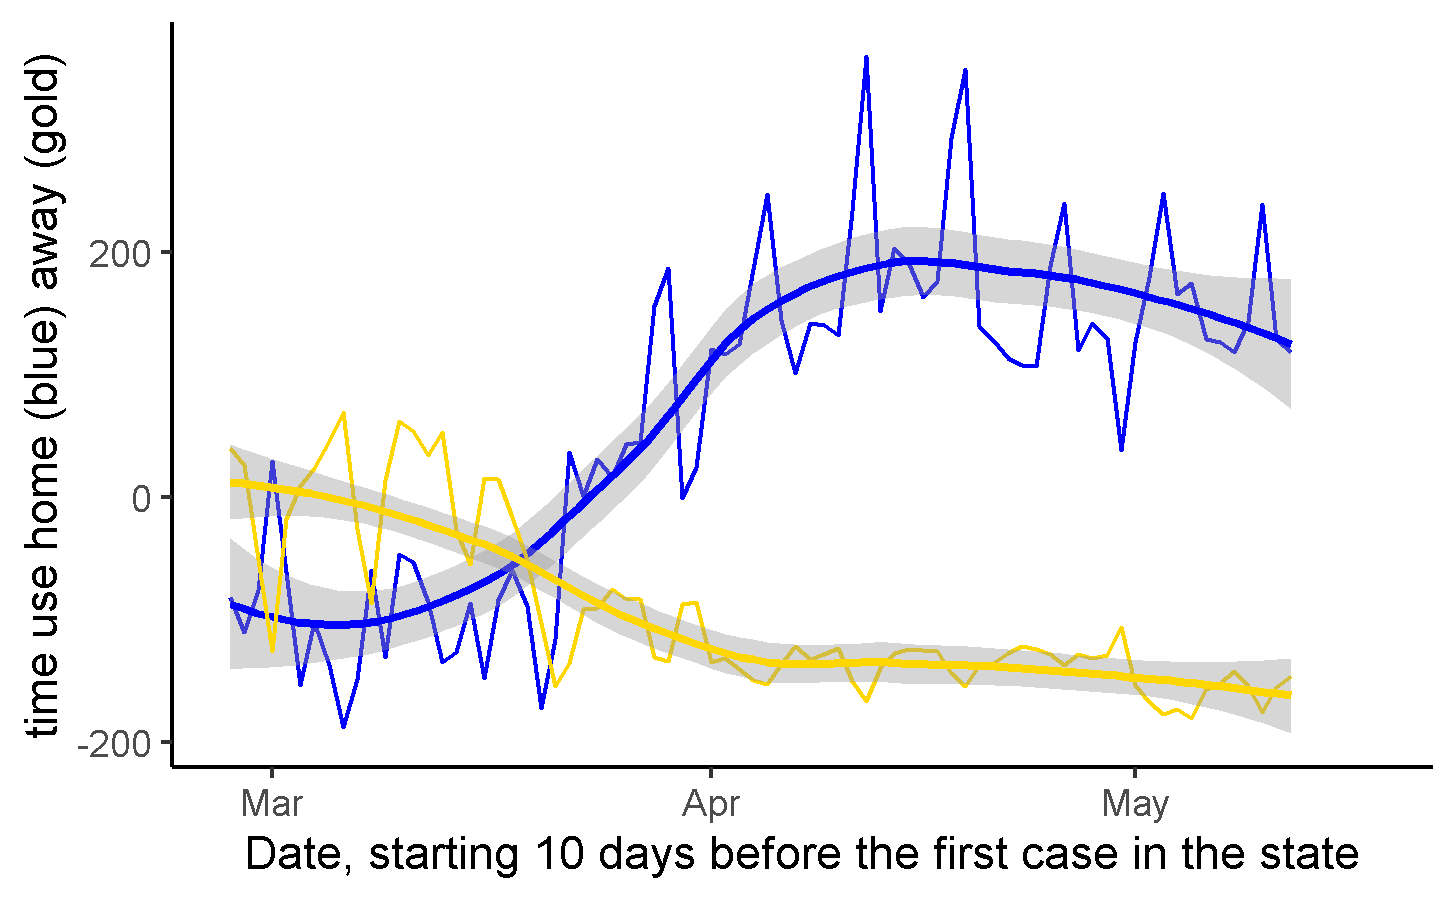 time use home (blue) away (gold)
200
0
-200
Mar
Apr
May
Date, starting 10 days before the first case in the state